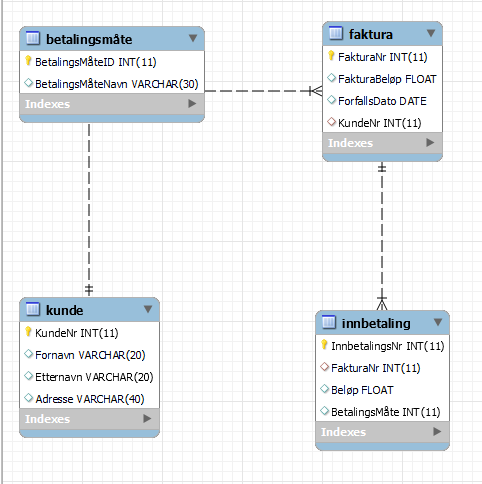 betalingsmåte
BetalingsMåteID INT(11)
BetalingsMåteNavn VARCHAR(30)
Indexes
faktura
FakturaNr INT(11)
FakturaBeløp FLOAT
ForfallsDato DATE
KundeNr INT(11)
Indexes
kunde
KundeNr INT(11)
Fornavn VARCHAR(20)
Etternavn VARCHAR(20)
Adresse VARCHAR(40)
Indexes
innbetaling
InnbetalingsNr INT(11)
FakturaNr INT(11)
Beløp FLOAT
BetalingsMåte INT(11)
Indexes